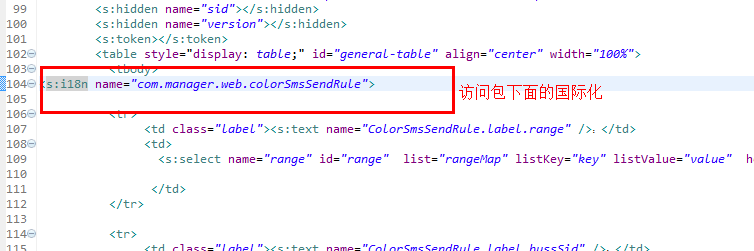 99 <s:hidden name="sid"></s:hidden>
100 <s:hidden name="version"></s:hidden>
101 <s:token></s:token>
102 <table style="display: table;" id="general-table" align="center" width="100%">
103 <tbody>
104 <s:i18n name="com.manager.web.colorSmsSendRule">
访问包下面的国际化
105
106 <tr>
107 <td class="label"><s:text name="ColorSmsSendRule.label.range" />:</td>
108 <td>
109 <s:select name="range" id="range" list="rangeMap" listKey="key" listValue="value" h
110
111 </td>
112 </tr>
113
114 <tr>
115 <td class="label"><s:text name="ColorSmsSendRule.label.bussSid" />:</td>